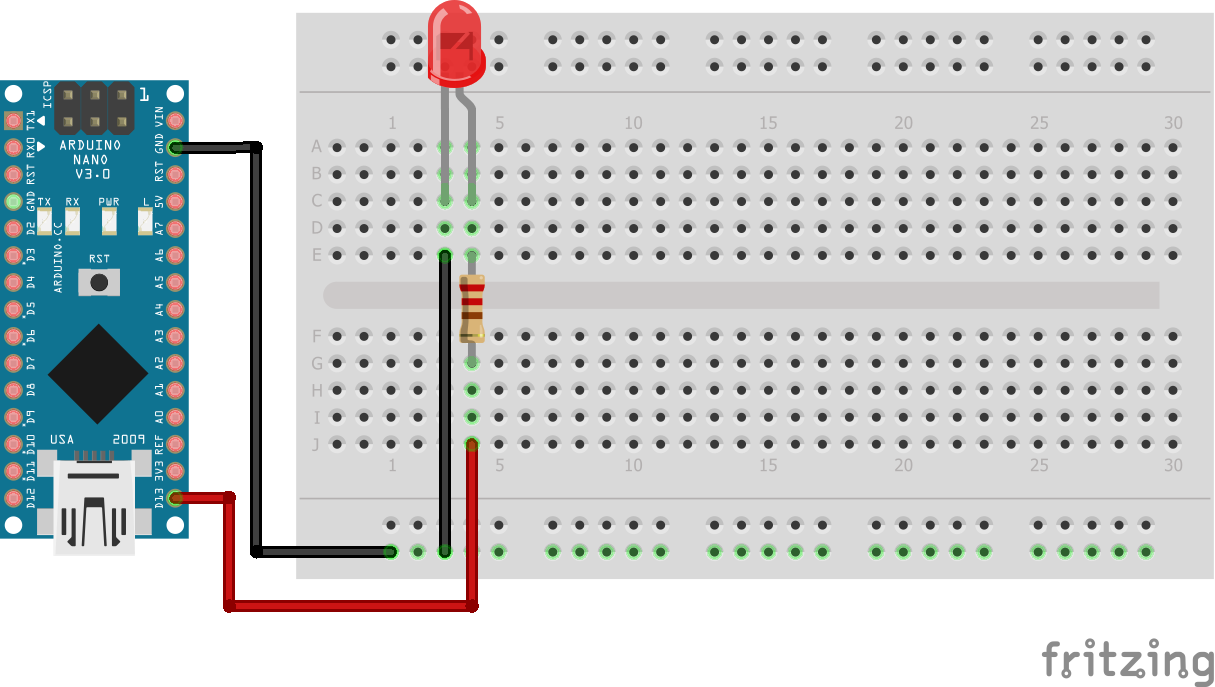 ICSP
1
TX1
RX0
RST
GND
D2
D3
D4
D5
D6
D7
D8
D9
D10
D11
D12
VIN
GND
RST
5V
A7
A6
A5
A4
A3
A2
A1
A0
REF
3V3
D13
ARDUINO
NANO
V3.0
TX RX PWR L
ARDUINO.CC
RST
USA 2009
1 5 10 15 20 25 30
A
B
C
D
E
F
G
H
I
J
1 5 10 15 20 25 30
fritzing